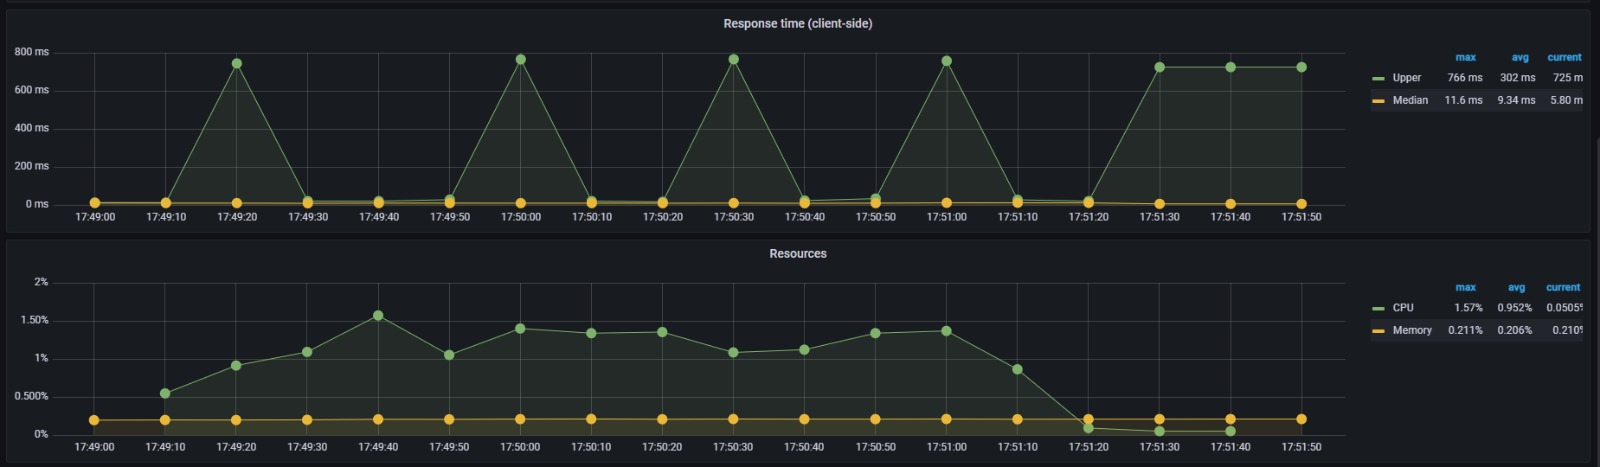 Response time (client-side)
800 ms
600 ms
400 ms
200 ms
0 ms
17:49:00 17:49:10 17:49:20 17:49:30 17:49:40 17:49:50 17:50:00 17:50:10 17:50:20 17:50:30 17:50:40 17:50:50 17:51:00 17:51:10 17:51:20 17:51:30 17:51:40 17:51:50
max avg current
Upper 766 ms 302 ms 725 m
Median 11.6 ms 9.34 ms 5.80 m
Resources
2%
1.50%
1%
0.500%
0%
17:49:00 17:49:10 17:49:20 17:49:30 17:49:40 17:49:50 17:50:00 17:50:10 17:50:20 17:50:30 17:50:40 17:50:50 17:51:00 17:51:10 17:51:20 17:51:30 17:51:40 17:51:50
max avg current
CPU 1.57% 0.952% 0.0505%
Memory 0.211% 0.206% 0.210%